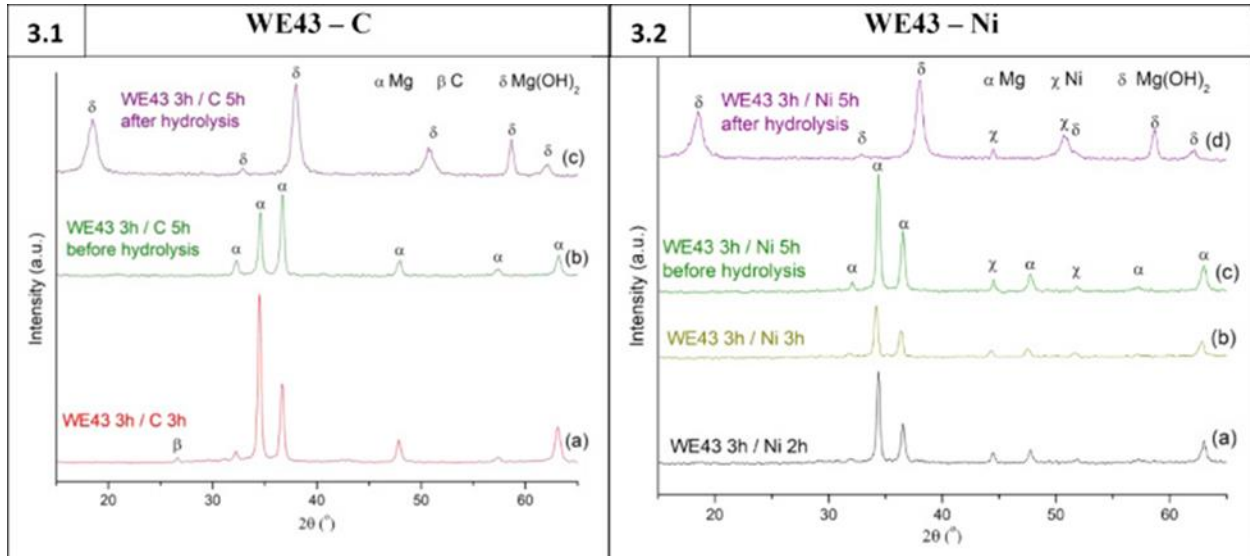 3.1
WE43 – C
α Mg β C δ Mg(OH)2
WE43 3h / C 5h
after hydrolysis
δ
δ
δ
δ
δ
δ
(c)
WE43 3h / C 5h
before hydrolysis
α
α
α
α
α
α
(b)
WE43 3h / C 3h
β
(a)
Intensity (a.u.)
20 30 40 50 60
2θ (°)
3.2
WE43 – Ni
α Mg χ Ni δ Mg(OH)2
WE43 3h / Ni 5h
after hydrolysis
δ
δ
δ
χ
χ
δ
δ
δ
(d)
WE43 3h / Ni 5h
before hydrolysis
α
α
α
χ
α
χ
α
α
(c)
WE43 3h / Ni 3h
(b)
WE43 3h / Ni 2h
(a)
Intensity (a.u.)
20 30 40 50 60
2θ (°)